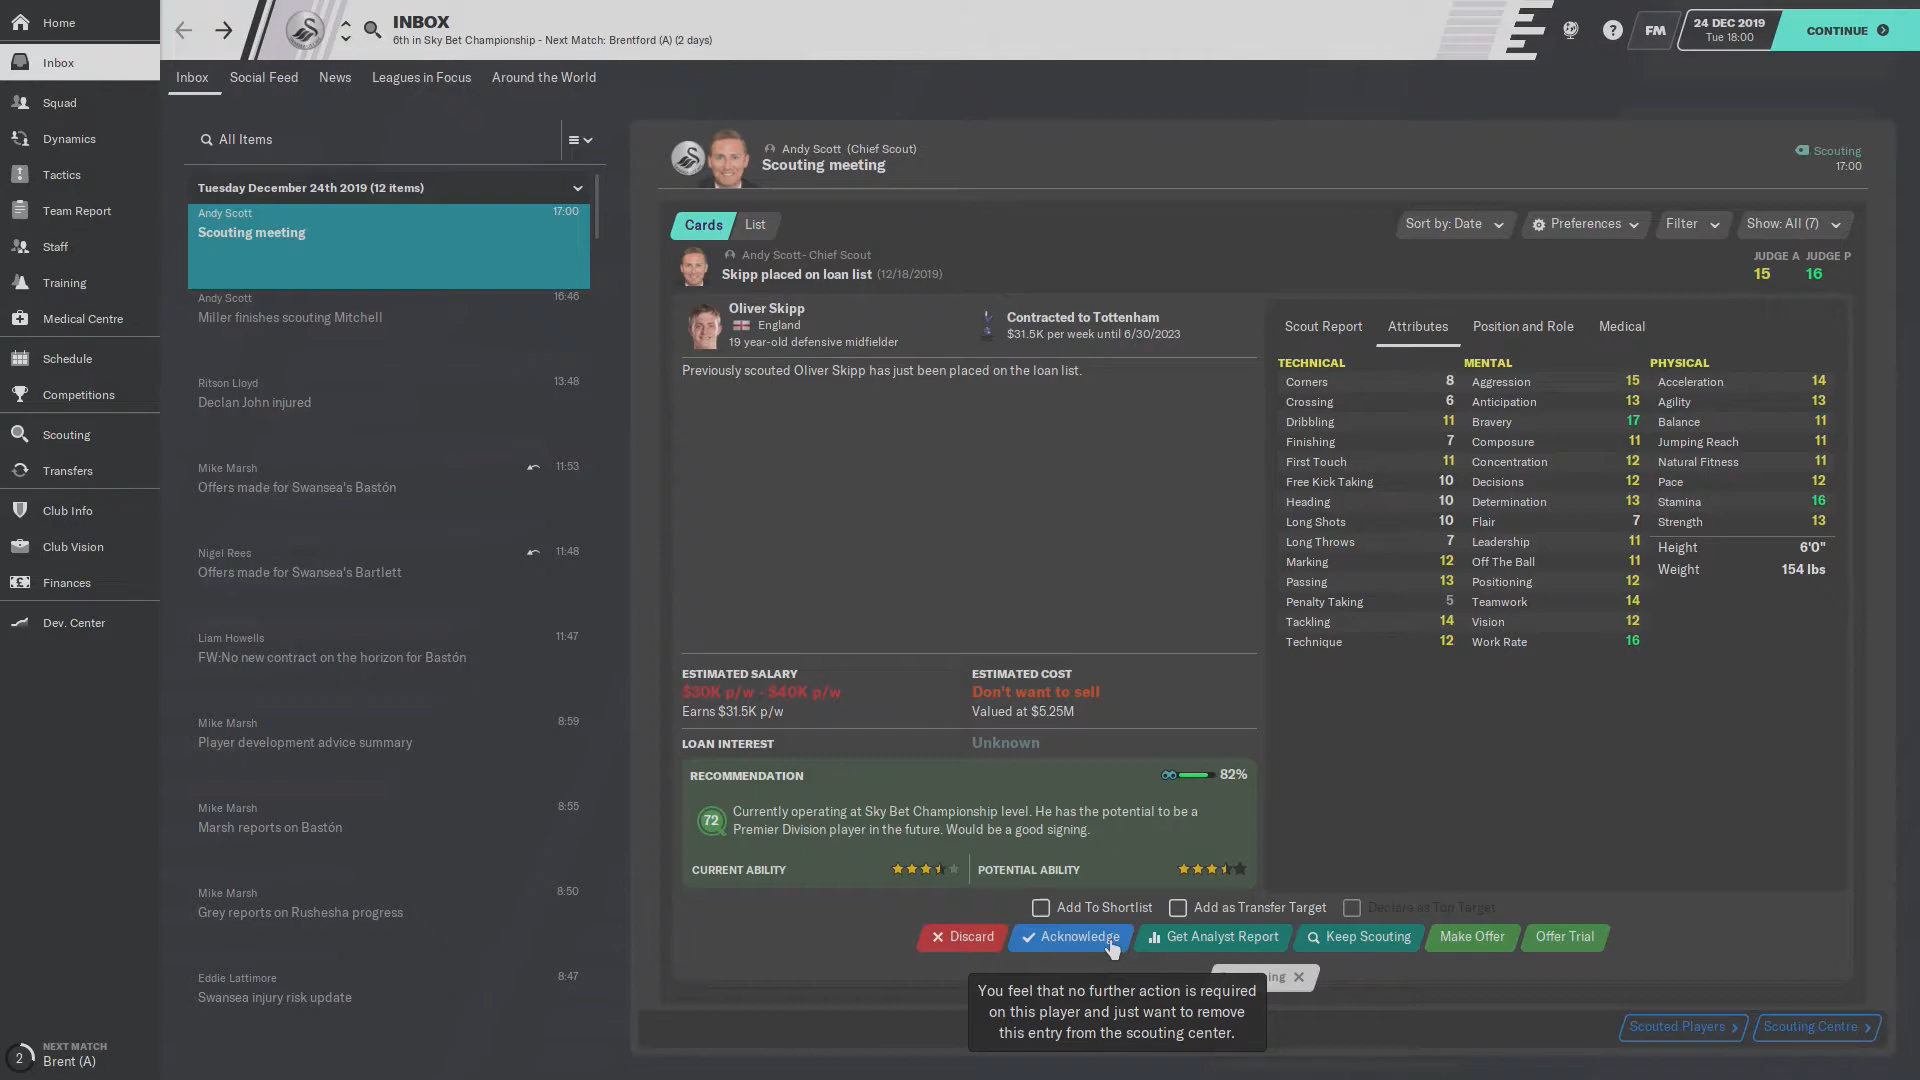 Home
Inbox
Squad
Dynamics
Tactics
Team Report
Staff
Training
Medical Centre
Schedule
Competitions
Scouting
Transfers
Club Info
Club Vision
Finances
Dev. Center
2
NEXT MATCH
Brent (A)
INBOX
6th in Sky Bet Championship - Next Match: Brentford (A) (2 days)
?
FM
24 DEC 2019
Tue 18:00
CONTINUE
Inbox
Social Feed
News
Leagues in Focus
Around the World
All Items
Tuesday December 24th 2019 (12 items)
Andy Scott 17:00
Scouting meeting
Andy Scott 16:46
Miller finishes scouting Mitchell
Ritson Lloyd 13:48
Declan John injured
Mike Marsh 11:53
Offers made for Swansea's Bastón
Nigel Rees 11:48
Offers made for Swansea's Bartlett
Liam Howells 11:47
FW:No new contract on the horizon for Bastón
Mike Marsh 8:59
Player development advice summary
Mike Marsh 8:55
Marsh reports on Bastón
Mike Marsh 8:50
Grey reports on Rushesha progress
Eddie Lattimore 8:47
Swansea injury risk update
Andy Scott (Chief Scout)
Scouting meeting
Scouting
17:00
Cards
List
Sort by: Date
Preferences
Filter
Show: All (7)
Andy Scott- Chief Scout
Skipp placed on loan list (12/18/2019)
JUDGE A JUDGE P
15 16
Oliver Skipp
England
19 year-old defensive midfielder
Contracted to Tottenham
$31.5K per week until 6/30/2023
Previously scouted Oliver Skipp has just been placed on the loan list.
ESTIMATED SALARY
$30K p/w - $40K p/w
Earns $31.5K p/w
ESTIMATED COST
Don't want to sell
Valued at $5.25M
LOAN INTEREST
Unknown
RECOMMENDATION
82%
72
Currently operating at Sky Bet Championship level. He has the potential to be a
Premier Division player in the future. Would be a good signing.
CURRENT ABILITY
POTENTIAL ABILITY
Scout Report
Attributes
Position and Role
Medical
TECHNICAL
Corners 8
Crossing 6
Dribbling 11
Finishing 7
First Touch 11
Free Kick Taking 10
Heading 10
Long Shots 10
Long Throws 7
Marking 12
Passing 13
Penalty Taking 5
Tackling 14
Technique 12
MENTAL
Aggression 15
Anticipation 13
Bravery 17
Composure 11
Concentration 12
Decisions 12
Determination 13
Flair 7
Leadership 11
Off The Ball 11
Positioning 12
Teamwork 14
Vision 12
Work Rate 16
PHYSICAL
Acceleration 14
Agility 13
Balance 11
Jumping Reach 11
Natural Fitness 11
Pace 12
Stamina 16
Strength 13
Height 6'0"
Weight 154 lbs
Add To Shortlist
Add as Transfer Target
Declare as Top Target
Discard
Acknowledge
Get Analyst Report
Keep Scouting
Make Offer
Offer Trial
You feel that no further action is required
on this player and just want to remove
this entry from the scouting center.
Scouted Players
Scouting Centre